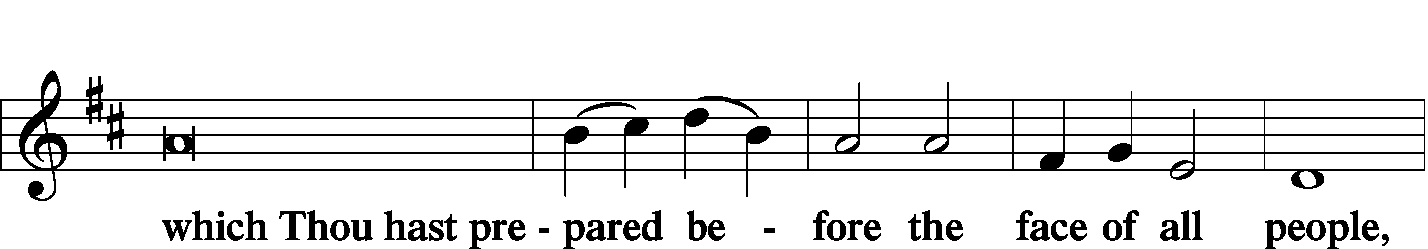 which Thou hast pre - pared be - fore the face of all people,